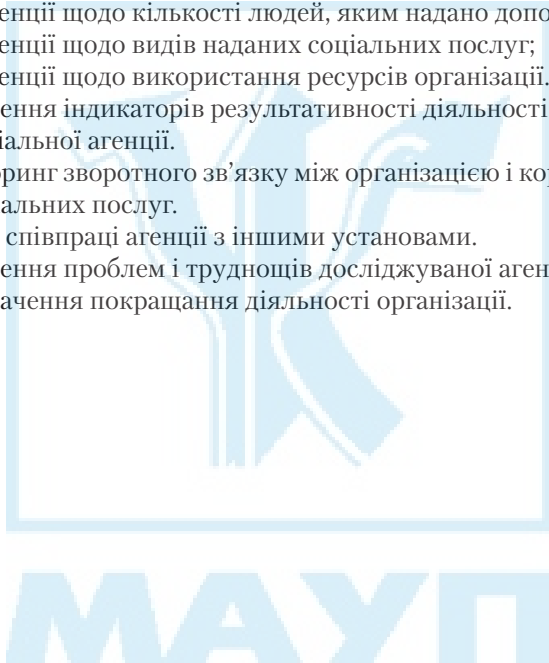 енції щодо кількості людей, яким надано допо
енції щодо видів наданих соціальних послуг;
енції щодо використання ресурсів організації.
ення індикаторів результативності діяльності
іальної агенції.
оринг зворотного зв’язку між організацією і кор
альних послуг.
співпраці агенції з іншими установами.
ення проблем і труднощів досліджуваної аген
ачення покращання діяльності організації.
МАУП